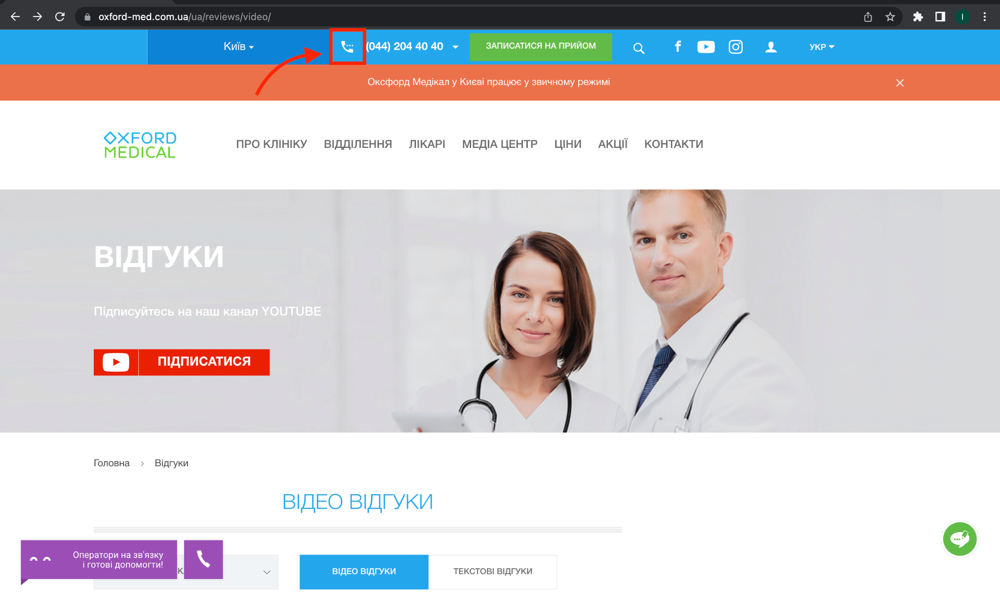 oxford-med.com.ua/ua/reviews/video/
I
Київ
(044) 204 40 40
ЗАПИСАТИСЯ НА ПРИЙОМ
УКР
Оксфорд Медікал у Києві працює у звичному режимі
OXFORD
MEDICAL
ПРО КЛІНІКУ ВІДДІЛЕННЯ ЛІКАРІ МЕДІА ЦЕНТР ЦІНИ АКЦІЇ КОНТАКТИ
ВІДГУКИ
Підписуйтесь на наш канал YOUTUBE
ПІДПИСАТИСЯ
Головна > Відгуки
ВІДЕО ВІДГУКИ
Оператори на зв'язку
і готові допомогти!
ВІДЕО ВІДГУКИ
ТЕКСТОВІ ВІДГУКИ